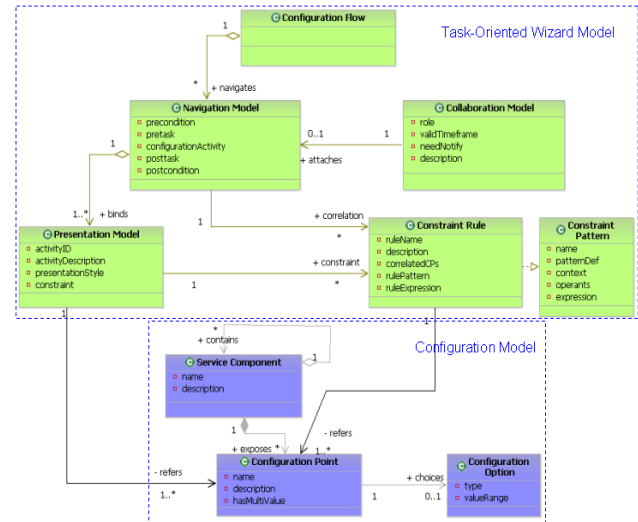 Configuration Flow
Task-Oriented Wizard Model
1
*
+ navigates
Navigation Model
precondition
pretask
configurationActivity
posttask
postcondition
Collaboration Model
role
validTimeframe
needNotify
description
0..1
1
+ attaches
1
1..*
+ binds
1
+ correlation
*
Presentation Model
activityID
activityDescription
presentationStyle
constraint
+ constraint
1
*
Constraint Rule
ruleName
description
correlatedCPs
rulePattern
ruleExpression
Constraint
Pattern
name
patternDef
context
operants
expression
1
1
Configuration Model
*
+ contains
1
Service Component
name
description
1
+ exposes *
- refers
1..*
- refers
1..*
Configuration Point
name
description
hasMultiValue
+ choices
1
0..1
Configuration
Option
type
valueRange